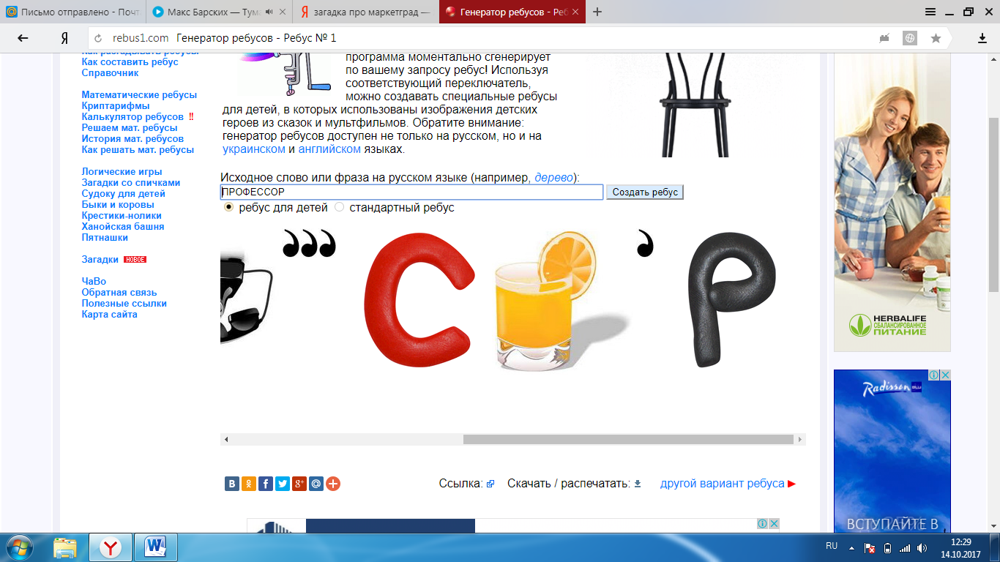 Письмо отправлено - Почт
Макс Барских — Тума
загадка про маркетград —
Генератор ребусов - Реб
rebus1.com Генератор ребусов - Ребус № 1
Как разгадывать ребусы
Как составить ребус
Справочник
Математические ребусы
Криптарифмы
Калькулятор ребусов !!
Решаем мат. ребусы
История мат. ребусов
Как решать мат. ребусы
Логические игры
Загадки со спичками
Судоку для детей
Быки и коровы
Крестики-нолики
Ханойская башня
Пятнашки
Загадки НОВОЕ
ЧаВо
Обратная связь
Полезные ссылки
Карта сайта
программа моментально сгенерирует
по вашему запросу ребус! Используя
соответствующий переключатель,
можно создавать специальные ребусы
для детей, в которых использованы изображения детских
героев из сказок и мультфильмов. Обратите внимание:
генератор ребусов доступен не только на русском, но и на
украинском и английском языках.
Исходное слово или фраза на русском языке (например, дерево):
ПРОФЕССОР
Создать ребус
ребус для детей стандартный ребус
,,, С , Р
Ссылка: Скачать / распечатать: другой вариант ребуса
HERBALIFE
СБАЛАНСИРОВАННОЕ
ПИТАНИЕ
Radisson BLU
ВСТУПАЙТЕ В
RU
12:29
14.10.2017